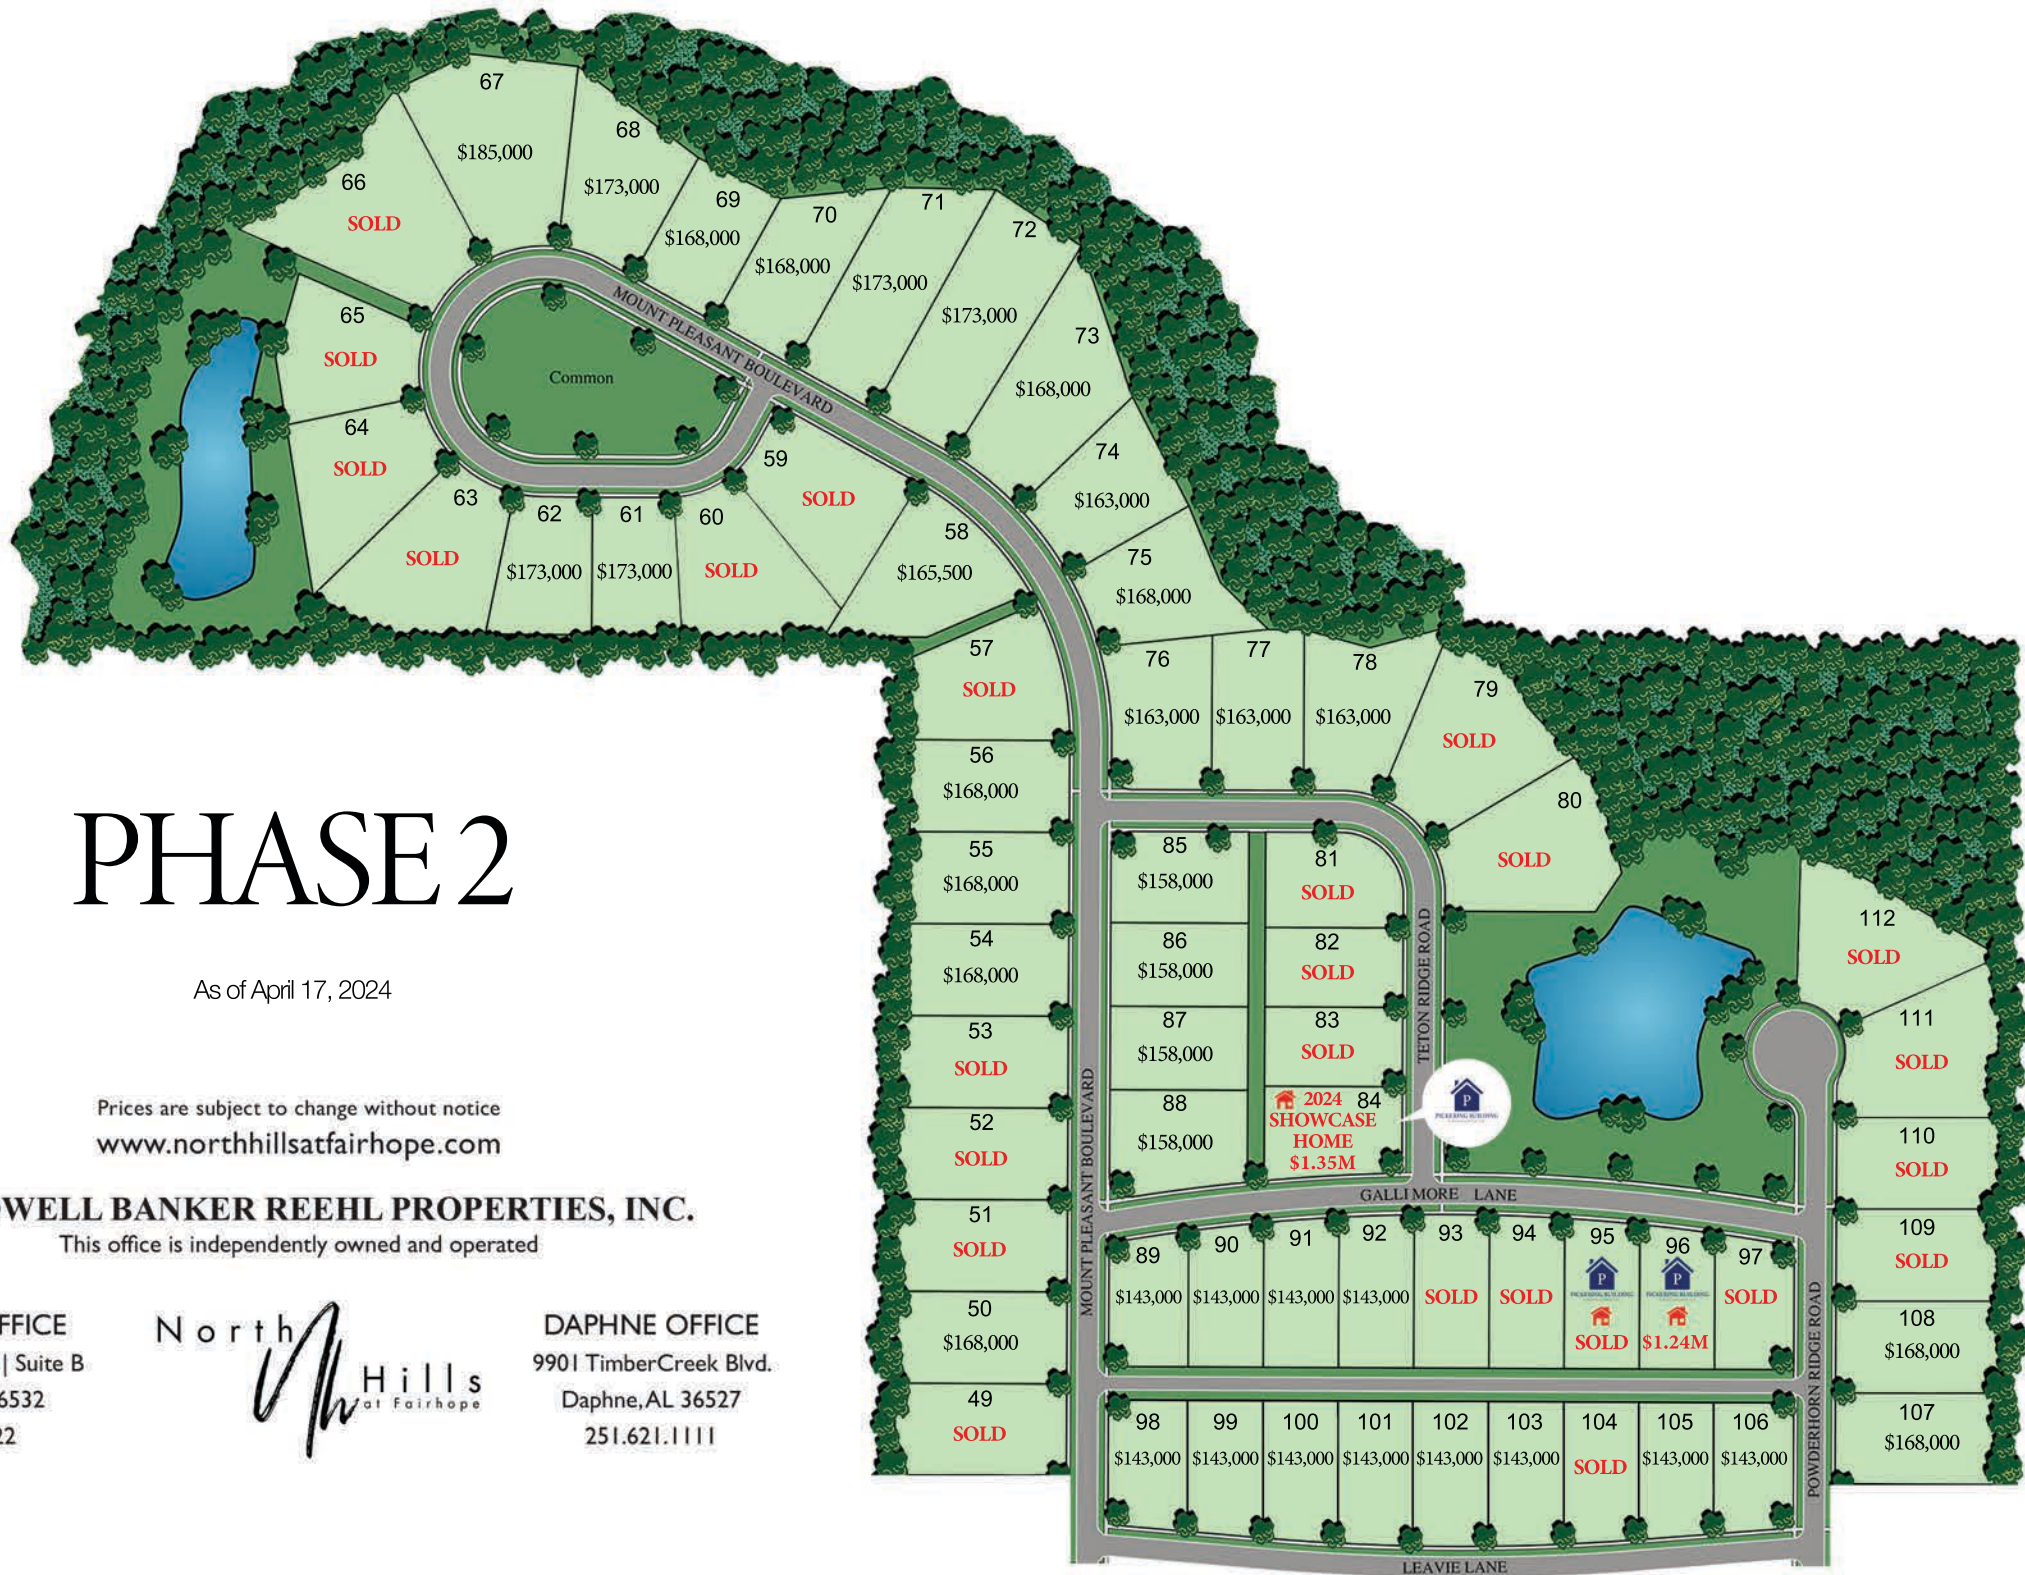 67
$185,000
68
$173,000
66
SOLD
69
$168,000
70
$168,000
71
$173,000
72
$173,000
73
$168,000
74
$163,000
75
$168,000
65
SOLD
64
SOLD
63
SOLD
62
$173,000
61
$173,000
60
SOLD
59
SOLD
58
$165,500
Common
MOUNT PLEASANT BOULEVARD
57
SOLD
76
$163,000
77
$163,000
78
$163,000
79
SOLD
80
SOLD
56
$168,000
55
$168,000
54
$168,000
53
SOLD
52
SOLD
51
SOLD
50
$168,000
49
SOLD
MOUNT PLEASANT BOULEVARD
85
$158,000
86
$158,000
87
$158,000
88
$158,000
81
SOLD
82
SOLD
83
SOLD
2024 84
SHOWCASE
HOME
$1.35M
P
PICKERING BUILDING
TETON RIDGE ROAD
112
SOLD
111
SOLD
110
SOLD
109
SOLD
108
$168,000
107
$168,000
GALLIMORE LANE
89
$143,000
90
$143,000
91
$143,000
92
$143,000
93
SOLD
94
SOLD
95
P
PICKERING BUILDING
SOLD
96
P
PICKERING BUILDING
$1.24M
97
SOLD
POWDERHORN RIDGE ROAD
98
$143,000
99
$143,000
100
$143,000
101
$143,000
102
$143,000
103
$143,000
104
SOLD
105
$143,000
106
$143,000
LEAVIE LANE
PHASE 2
As of April 17, 2024
Prices are subject to change without notice
www.northhillsatfairhope.com
WELL BANKER REEHL PROPERTIES, INC.
This office is independently owned and operated
FFICE
| Suite B
6532
22
North
Hills
at Fairhope
DAPHNE OFFICE
9901 TimberCreek Blvd.
Daphne, AL 36527
251.621.1111